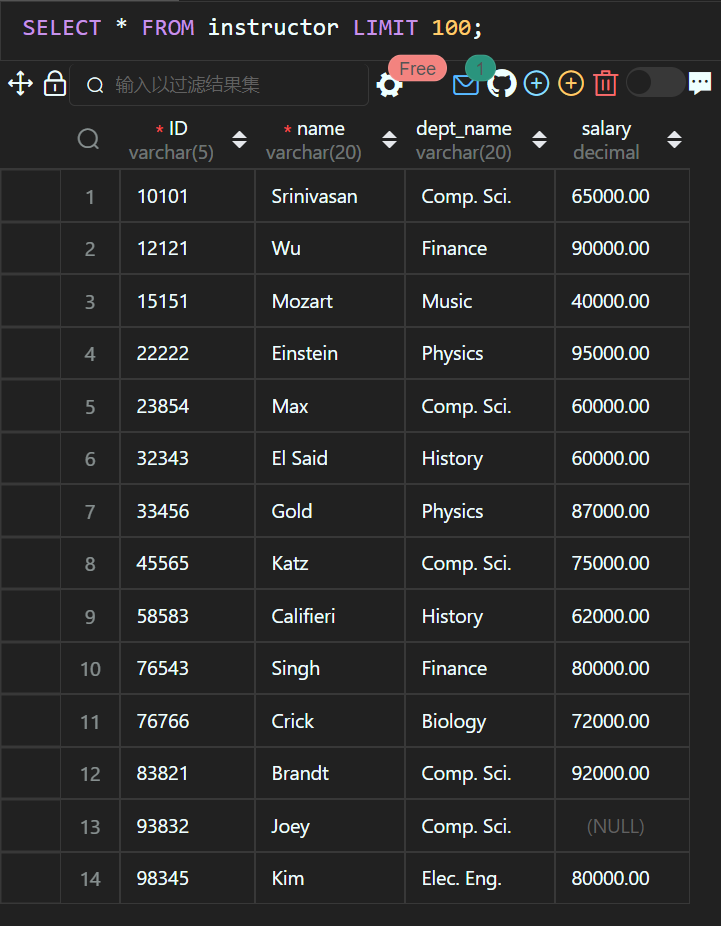 SELECT * FROM instructor LIMIT 100;
输入以过滤结果集 Free 1
* ID * name dept_name salary
varchar(5) varchar(20) varchar(20) decimal
1 10101 Srinivasan Comp. Sci. 65000.00
2 12121 Wu Finance 90000.00
3 15151 Mozart Music 40000.00
4 22222 Einstein Physics 95000.00
5 23854 Max Comp. Sci. 60000.00
6 32343 El Said History 60000.00
7 33456 Gold Physics 87000.00
8 45565 Katz Comp. Sci. 75000.00
9 58583 Califieri History 62000.00
10 76543 Singh Finance 80000.00
11 76766 Crick Biology 72000.00
12 83821 Brandt Comp. Sci. 92000.00
13 93832 Joey Comp. Sci. (NULL)
14 98345 Kim Elec. Eng. 80000.00